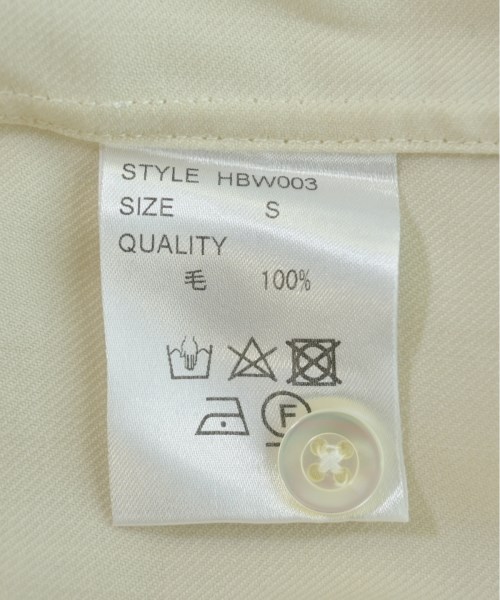 STYLE HBW003
SIZE S
QUALITY
毛 100%
F